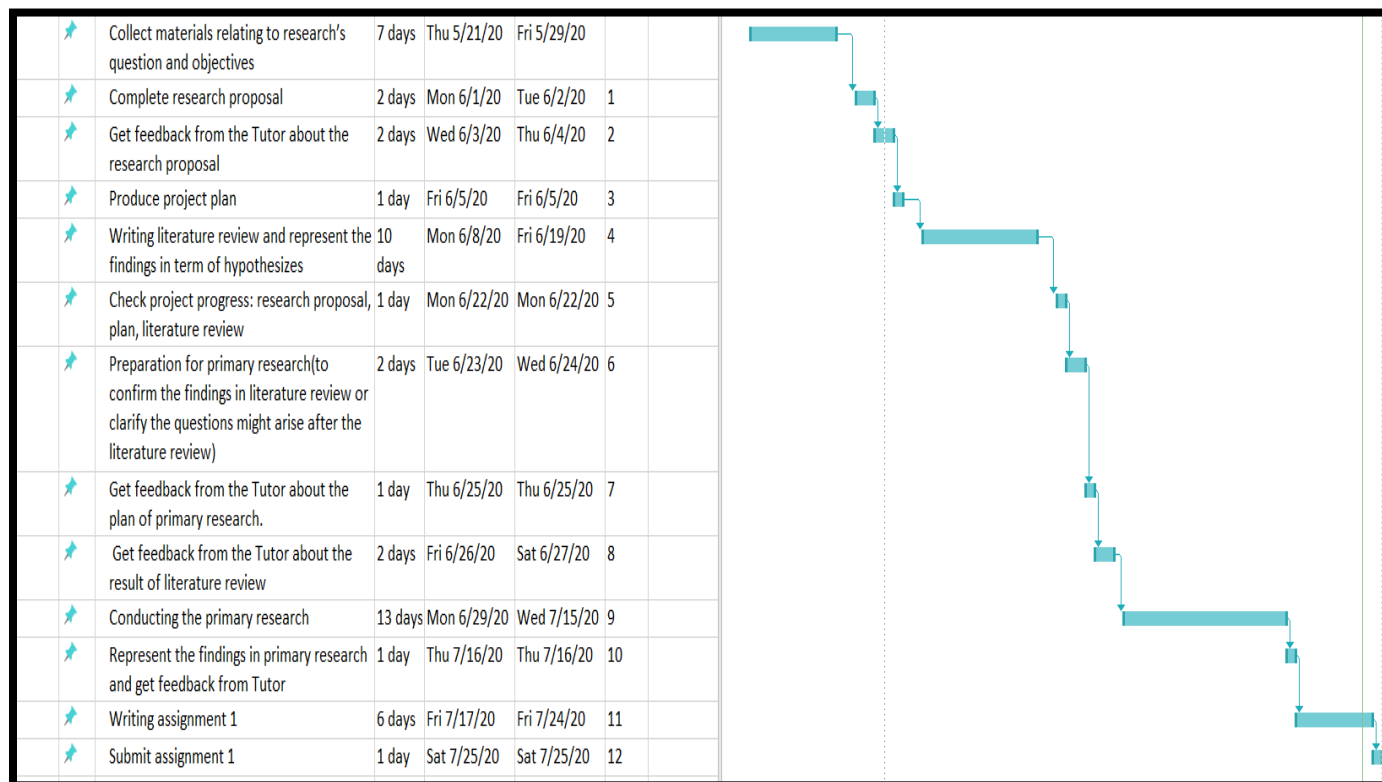 Collect materials relating to research's 7 days Thu 5/21/20 Fri 5/29/20
question and objectives
Complete research proposal 2 days Mon 6/1/20 Tue 6/2/20 1
Get feedback from the Tutor about the 2 days Wed 6/3/20 Thu 6/4/20 2
research proposal
Produce project plan 1 day Fri 6/5/20 Fri 6/5/20 3
Writing literature review and represent the 10 Mon 6/8/20 Fri 6/19/20 4
findings in term of hypothesizes days
Check project progress: research proposal, 1 day Mon 6/22/20 Mon 6/22/20 5
plan, literature review
Preparation for primary research(to 2 days Tue 6/23/20 Wed 6/24/20 6
confirm the findings in literature review or
clarify the questions might arise after the
literature review)
Get feedback from the Tutor about the 1 day Thu 6/25/20 Thu 6/25/20 7
plan of primary research.
Get feedback from the Tutor about the 2 days Fri 6/26/20 Sat 6/27/20 8
result of literature review
Conducting the primary research 13 days Mon 6/29/20 Wed 7/15/20 9
Represent the findings in primary research 1 day Thu 7/16/20 Thu 7/16/20 10
and get feedback from Tutor
Writing assignment 1 6 days Fri 7/17/20 Fri 7/24/20 11
Submit assignment 1 1 day Sat 7/25/20 Sat 7/25/20 12